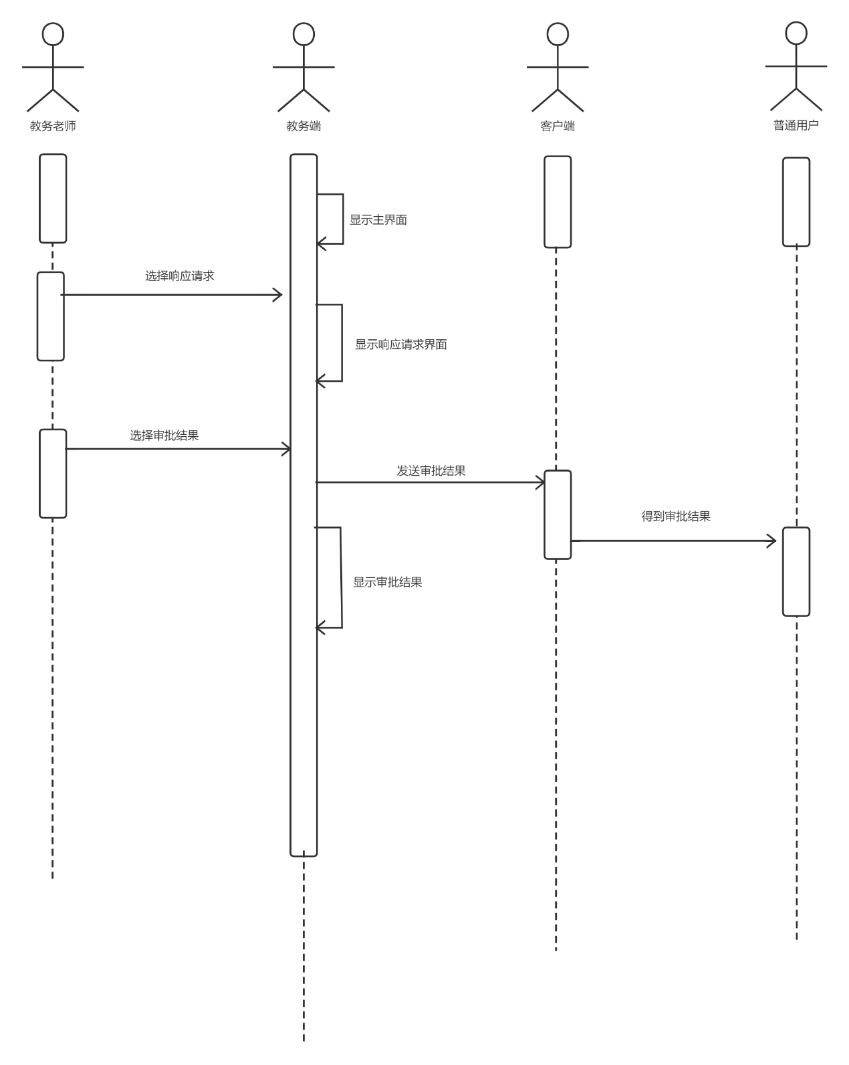 教务老师
教务端
客户端
普通用户
显示主界面
选择响应请求
显示响应请求界面
选择审批结果
发送审批结果
得到审批结果
显示审批结果